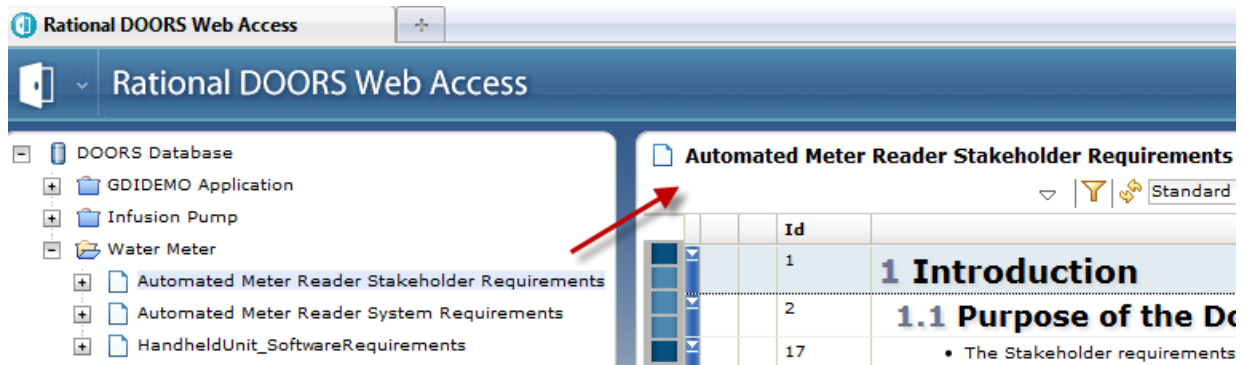 Rational DOORS Web Access
Rational DOORS Web Access
DOORS Database
GDIDEMO Application
Infusion Pump
Water Meter
Automated Meter Reader Stakeholder Requirements
Automated Meter Reader System Requirements
HandheldUnit_SoftwareRequirements
Automated Meter Reader Stakeholder Requirements
Standard
Id
1
1 Introduction
2
1.1 Purpose of the Do
17
• The Stakeholder requirements